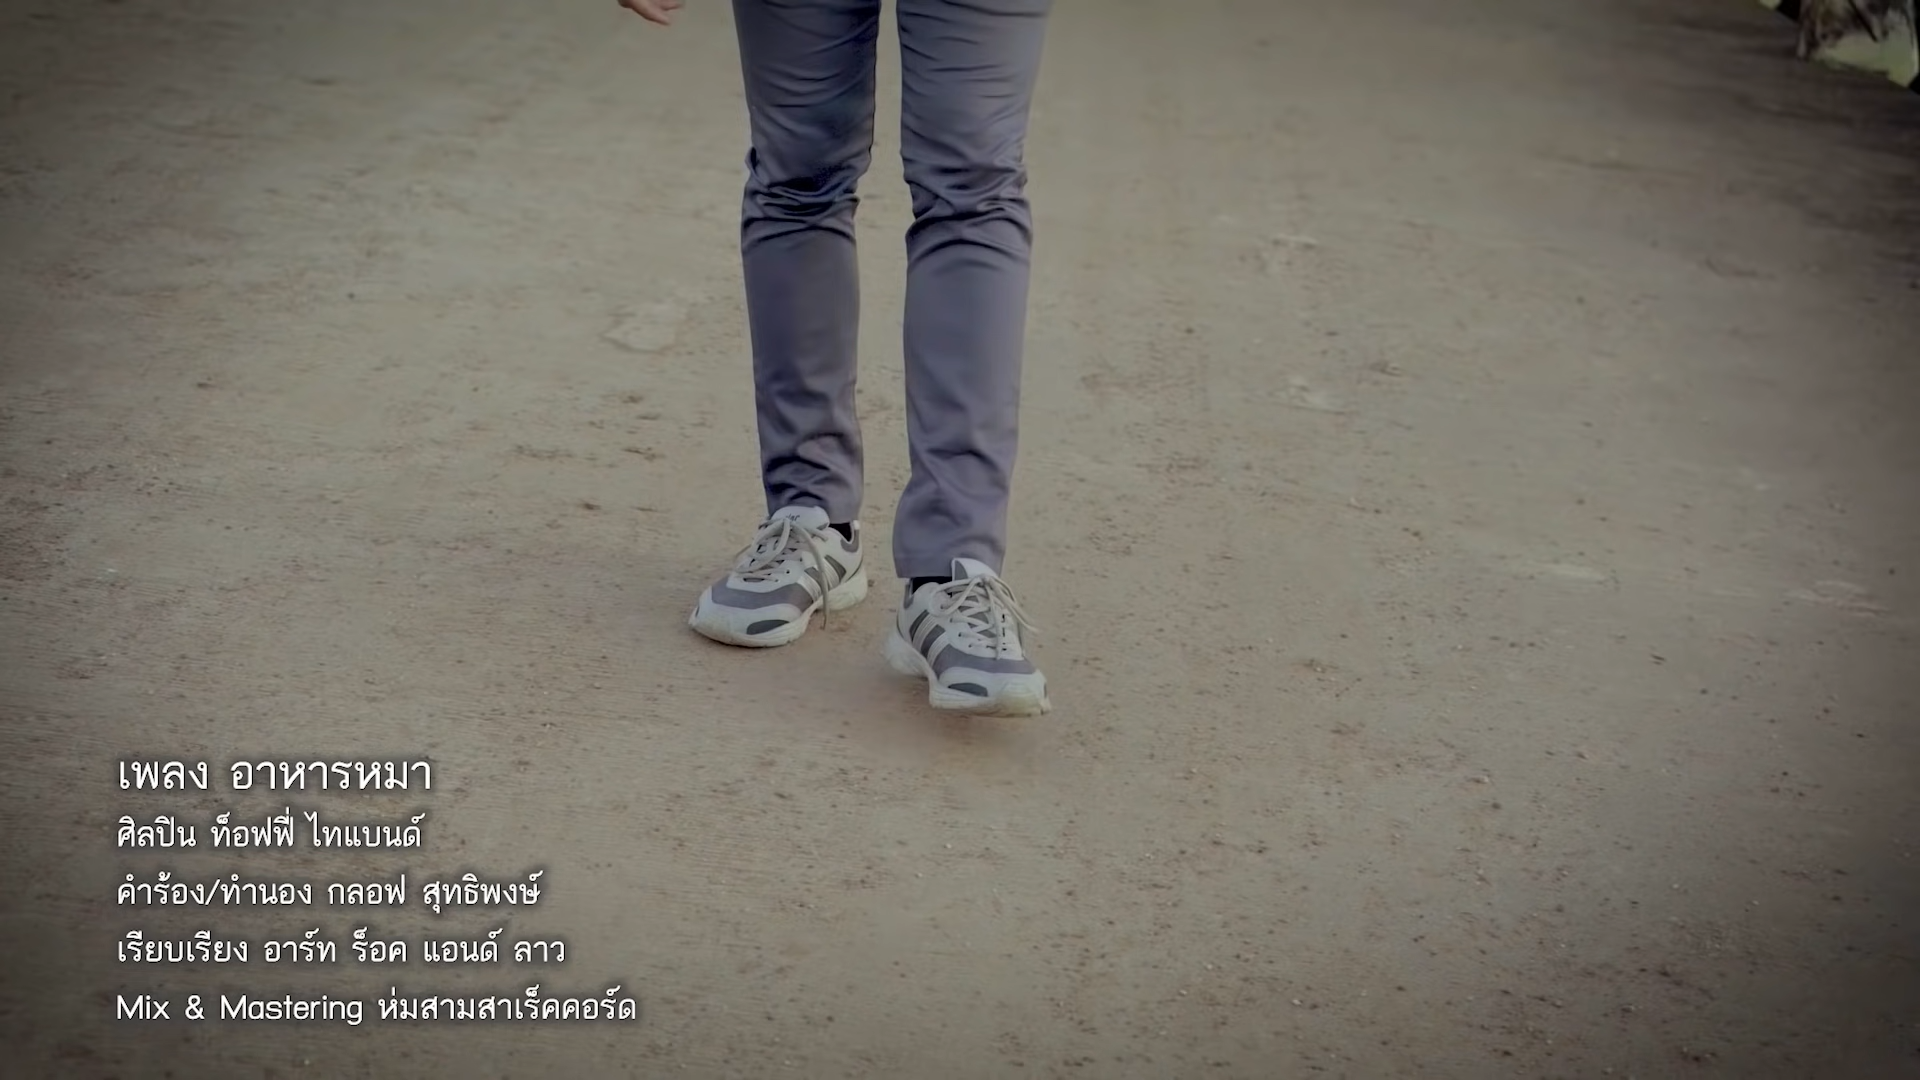 เพลง อาหารหมา
ศิลปิน ท็อฟฟี่ ไทแบนด์
คำร้อง/ทำนอง กลอฟ สุทธิพงษ์
เรียบเรียง อาร์ท ร็อค แอนด์ ลาว
Mix & Mastering ห่มสามสาเร็คคอร์ด